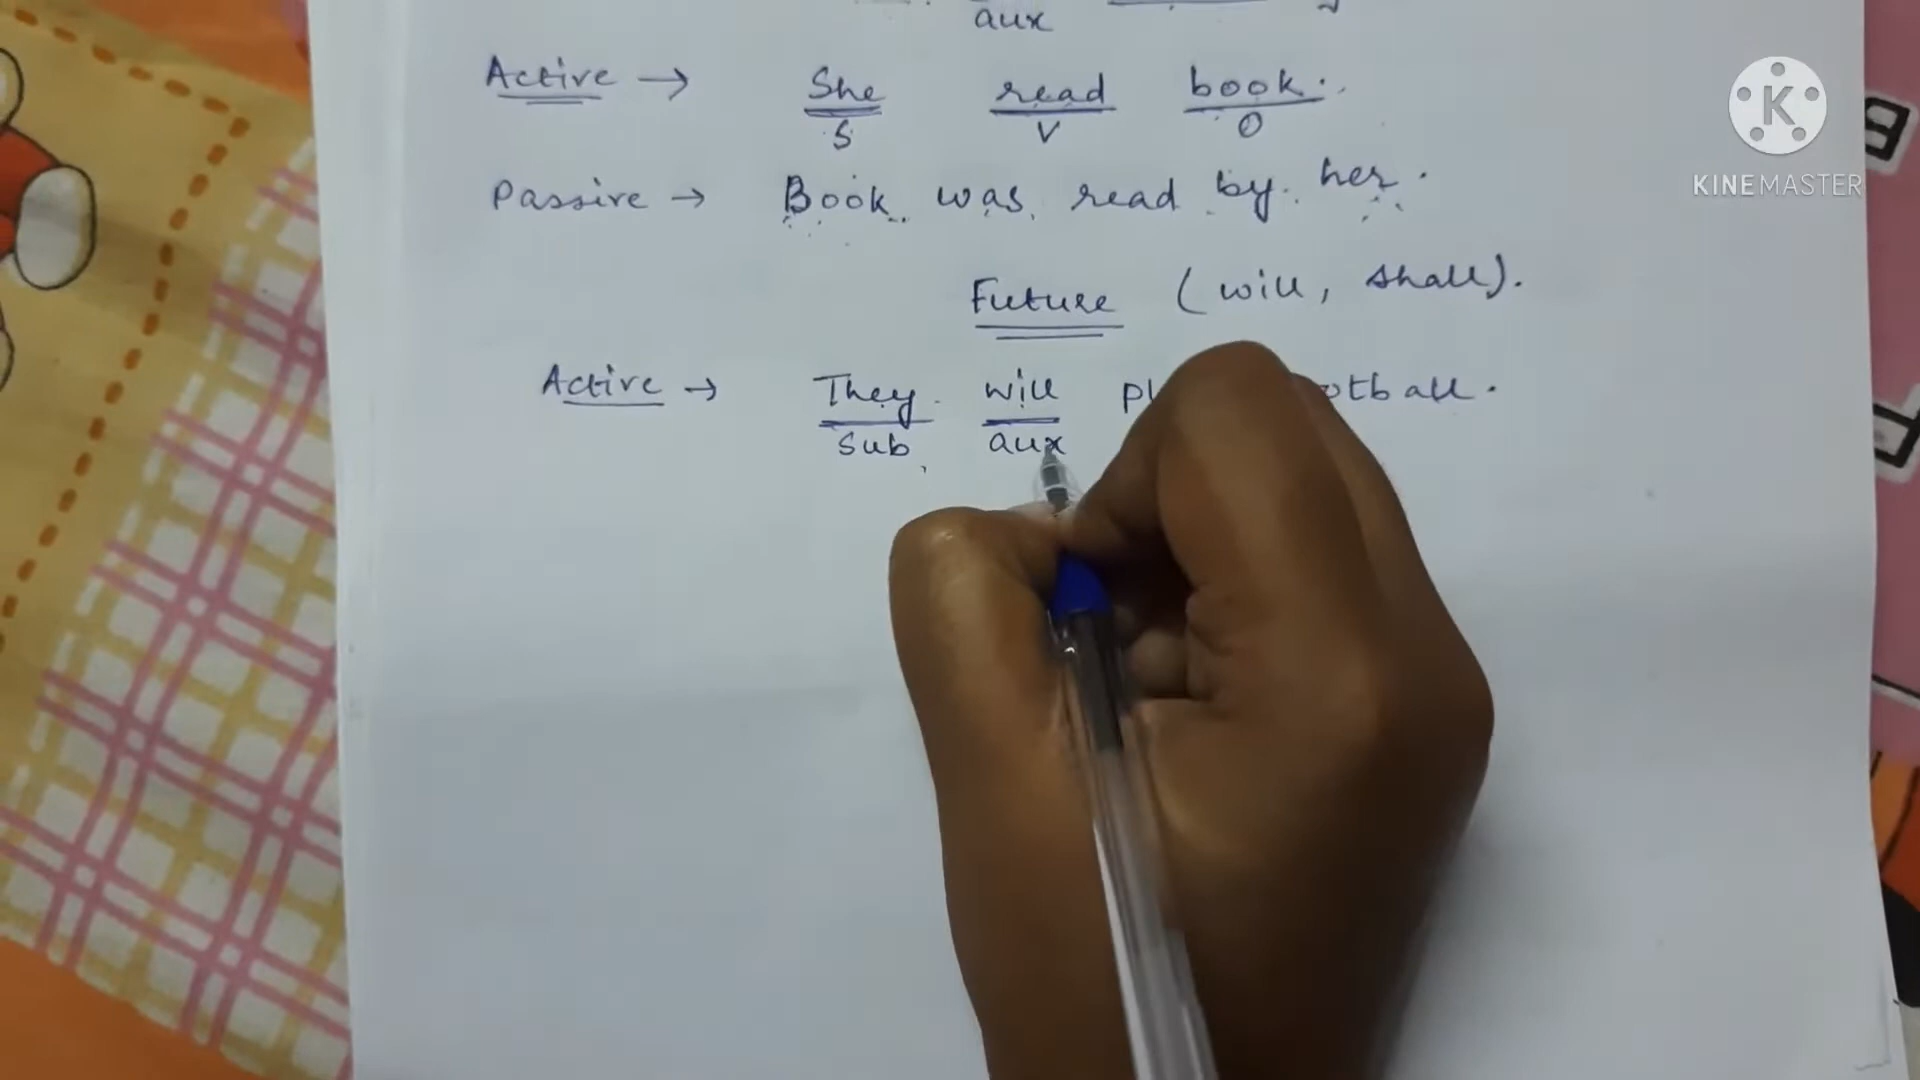 aux
Active → She read book.
S V O
Passive → Book was read by her.
Future (will, shall).
Active → They will
Sub aux
K
KINEMASTER